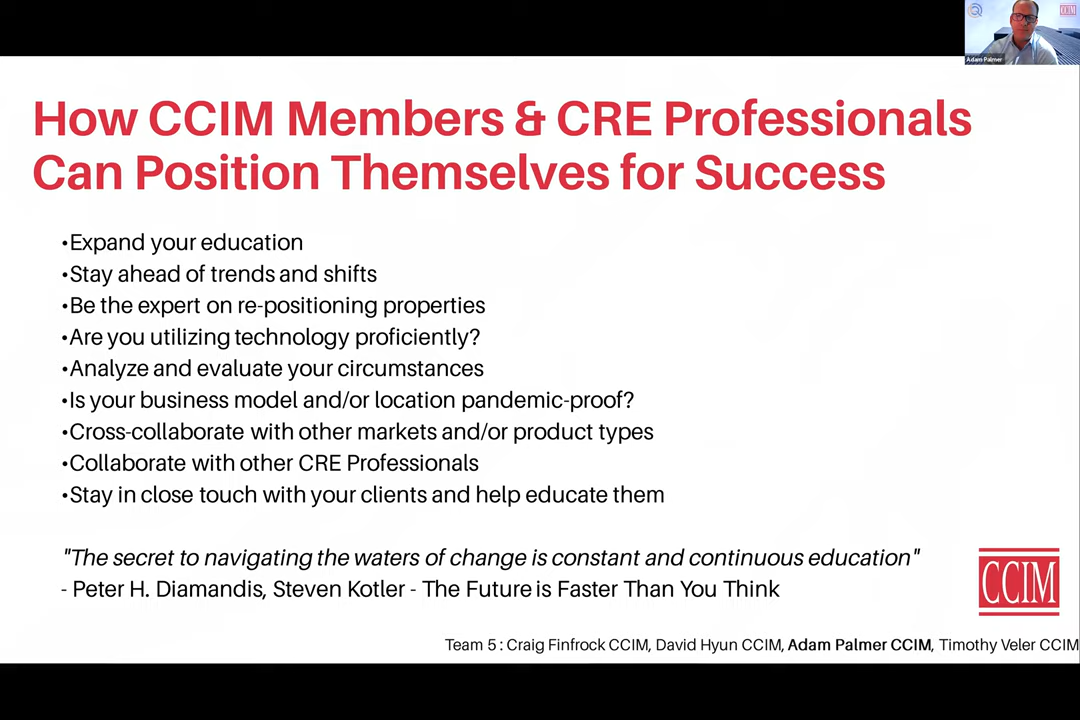 CCIM
Adam Palmer
How CCIM Members & CRE Professionals
Can Position Themselves for Success
•Expand your education
•Stay ahead of trends and shifts
•Be the expert on re-positioning properties
•Are you utilizing technology proficiently?
•Analyze and evaluate your circumstances
•Is your business model and/or location pandemic-proof?
•Cross-collaborate with other markets and/or product types
•Collaborate with other CRE Professionals
•Stay in close touch with your clients and help educate them
"The secret to navigating the waters of change is constant and continuous education"
- Peter H. Diamandis, Steven Kotler - The Future is Faster Than You Think
CCIM
Team 5 : Craig Finfrock CCIM, David Hyun CCIM, Adam Palmer CCIM, Timothy Veler CCIM